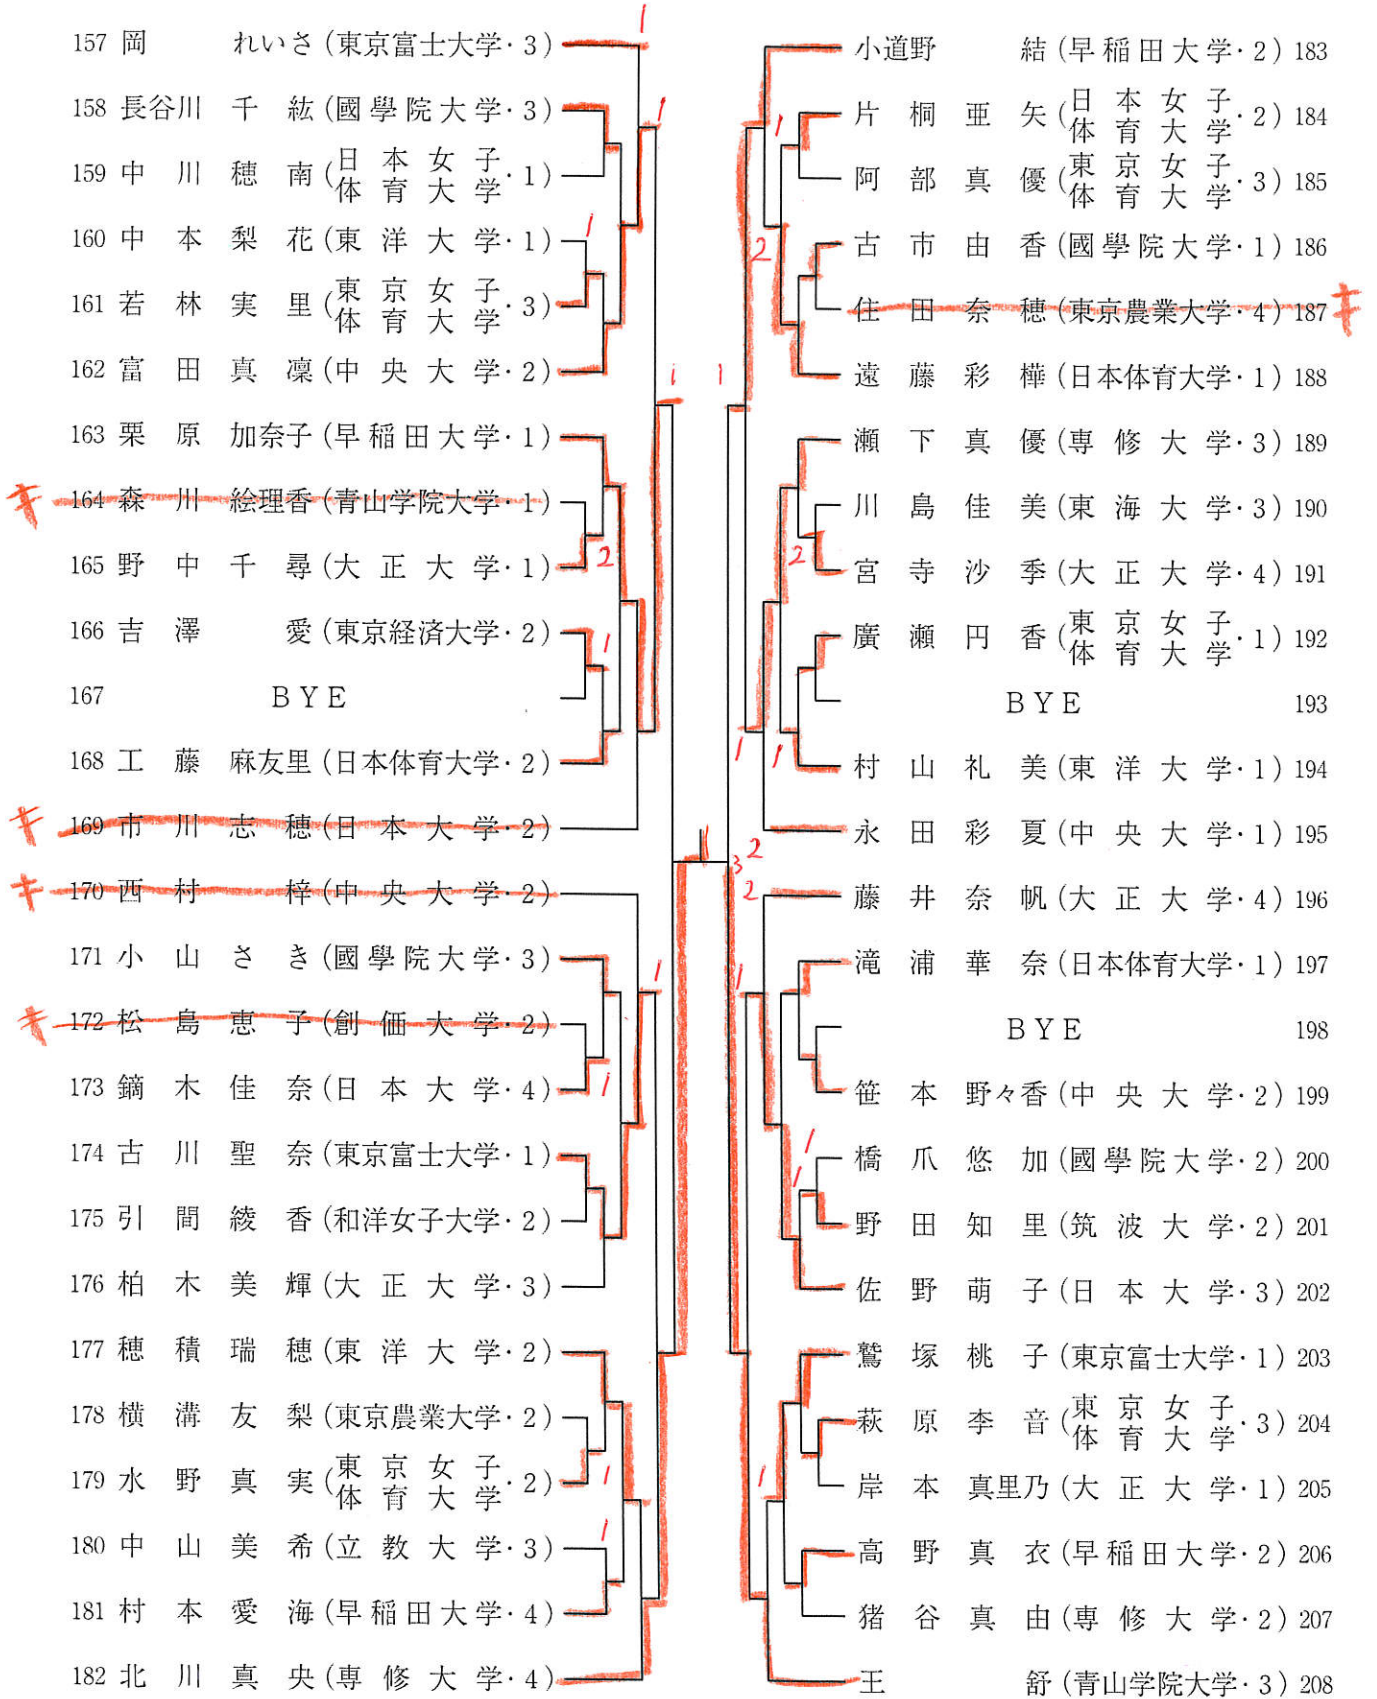 157 岡 れいさ (東京富士大学・3)
158 長谷川 千紘 (國學院大学・3)
159 中川穂南 (日本女子体育大学・1)
160 中本梨花 (東洋大学・1)
161 若林実里 (東京女子体育大学・3)
162 富田真凜 (中央大学・2)
163 栗原 加奈子 (早稲田大学・1)
164 森川 絵理香 (青山学院大学・1)
165 野中千尋 (大正大学・1)
166 吉澤 愛 (東京経済大学・2)
167 BYE
168 工藤 麻友里 (日本体育大学・2)
169 市川志穂 (日本大学・2)
170 西村 梓 (中央大学・2)
171 小山さき (國學院大学・3)
172 松島恵子 (創価大学・2)
173 鏑木佳奈 (日本大学・4)
174 古川聖奈 (東京富士大学・1)
175 引間綾香 (和洋女子大学・2)
176 柏木美輝 (大正大学・3)
177 穂積瑞穂 (東洋大学・2)
178 横溝友梨 (東京農業大学・2)
179 水野真実 (東京女子体育大学・2)
180 中山美希 (立教大学・3)
181 村本愛海 (早稲田大学・4)
182 北川真央 (専修大学・4)
小道野 結 (早稲田大学・2) 183
片桐亜矢 (日本女子体育大学・2) 184
阿部真優 (東京女子体育大学・3) 185
古市由香 (國學院大学・1) 186
住田奈穂 (東京農業大学・4) 187
遠藤彩樺 (日本体育大学・1) 188
瀬下真優 (専修大学・3) 189
川島佳美 (東海大学・3) 190
宮寺沙季 (大正大学・4) 191
廣瀬円香 (東京女子体育大学・1) 192
BYE 193
村山礼美 (東洋大学・1) 194
永田彩夏 (中央大学・1) 195
藤井奈帆 (大正大学・4) 196
滝浦華奈 (日本体育大学・1) 197
BYE 198
笹本 野々香 (中央大学・2) 199
橋爪悠加 (國學院大学・2) 200
野田知里 (筑波大学・2) 201
佐野萌子 (日本大学・3) 202
鷲塚桃子 (東京富士大学・1) 203
萩原李音 (東京女子体育大学・3) 204
岸本 真里乃 (大正大学・1) 205
高野真衣 (早稲田大学・2) 206
猪谷真由 (専修大学・2) 207
王 舒 (青山学院大学・3) 208